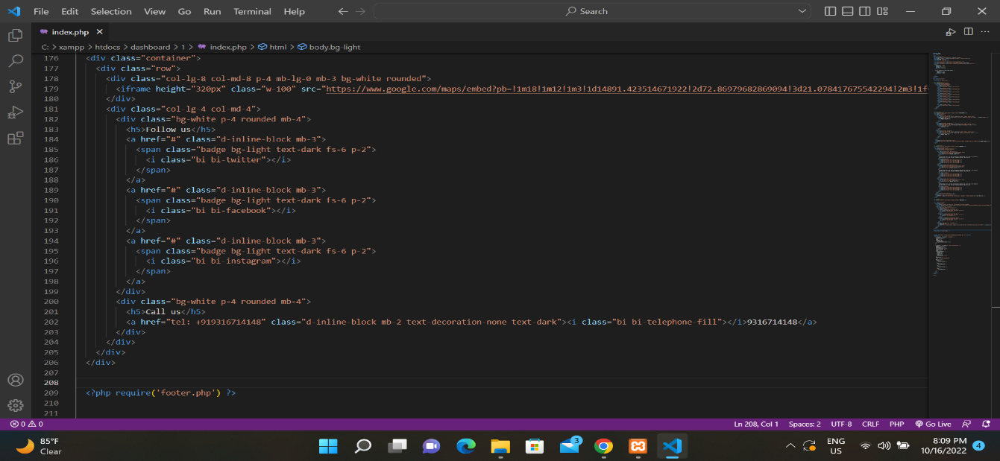 File Edit Selection View Go Run Terminal Help Search
index.php
C: > xampp > htdocs > dashboard > 1 > index.php > html > body.bg-light
176 <div class="container">
177 <div class="row">
178 <div class="col-lg-8 col-md-8 p-4 mb-lg-0 mb-3 bg-white rounded">
179 <iframe height="320px" class="w-100" src="https://www.google.com/maps/embed?pb=!1m18!1m12!1m3!1d14891.423514671922!2d72.86979682869094!3d21.078417675542294!2m3!1f
180 </div>
181 <div class="col-lg-4 col-md-4">
182 <div class="bg-white p-4 rounded mb-4">
183 <h5>Follow us</h5>
184 <a href="#" class="d-inline-block mb-3">
185 <span class="badge bg-light text-dark fs-6 p-2">
186 <i class="bi bi-twitter"></i>
187 </span>
188 </a>
189 <a href="#" class="d-inline-block mb-3">
190 <span class="badge bg-light text-dark fs-6 p-2">
191 <i class="bi bi-facebook"></i>
192 </span>
193 </a>
194 <a href="#" class="d-inline-block mb-3">
195 <span class="badge bg-light text-dark fs-6 p-2">
196 <i class="bi bi-instagram"></i>
197 </span>
198 </a>
199 </div>
200 <div class="bg-white p-4 rounded mb-4">
201 <h5>Call us</h5>
202 <a href="tel: +919316714148" class="d-inline-block mb-2 text-decoration-none text-dark"><i class="bi bi-telephone-fill"></i>9316714148</a>
203 </div>
204 </div>
205 </div>
206 </div>
207
208
209 <?php require('footer.php') ?>
210
211
0 0 Ln 208, Col 1 Spaces: 2 UTF-8 CRLF PHP Go Live
85°F
Clear
3
ENG
US
8:09 PM
10/16/2022
4